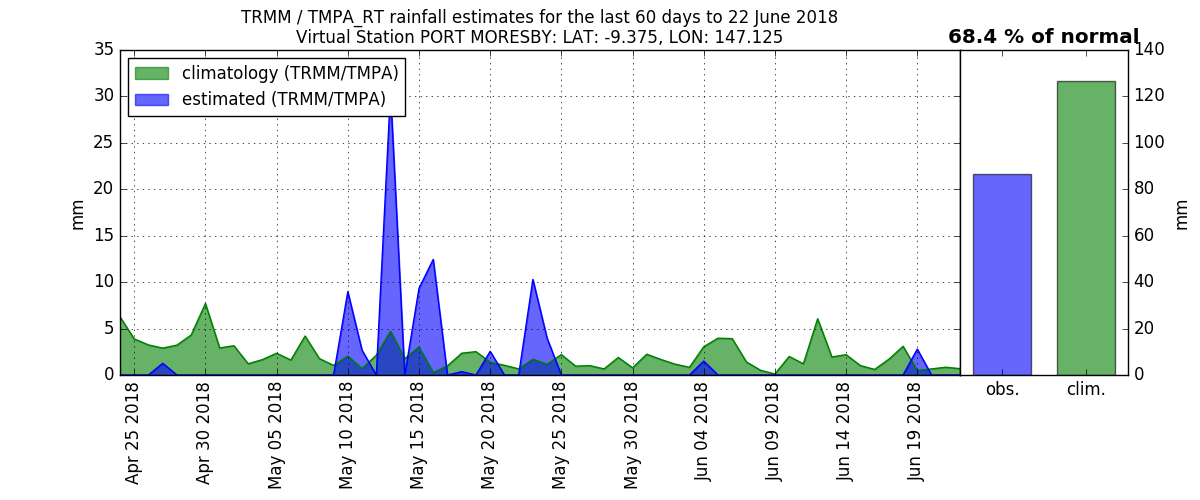 TRMM / TMPA_RT rainfall estimates for the last 60 days to 22 June 2018
Virtual Station PORT MORESBY: LAT: -9.375, LON: 147.125
68.4 % of normal
climatology (TRMM/TMPA)
estimated (TRMM/TMPA)
35
30
25
20
15
10
5
0
mm
Apr 25 2018
Apr 30 2018
May 05 2018
May 10 2018
May 15 2018
May 20 2018
May 25 2018
May 30 2018
Jun 04 2018
Jun 09 2018
Jun 14 2018
Jun 19 2018
obs.
clim.
140
120
100
80
60
40
20
0
mm